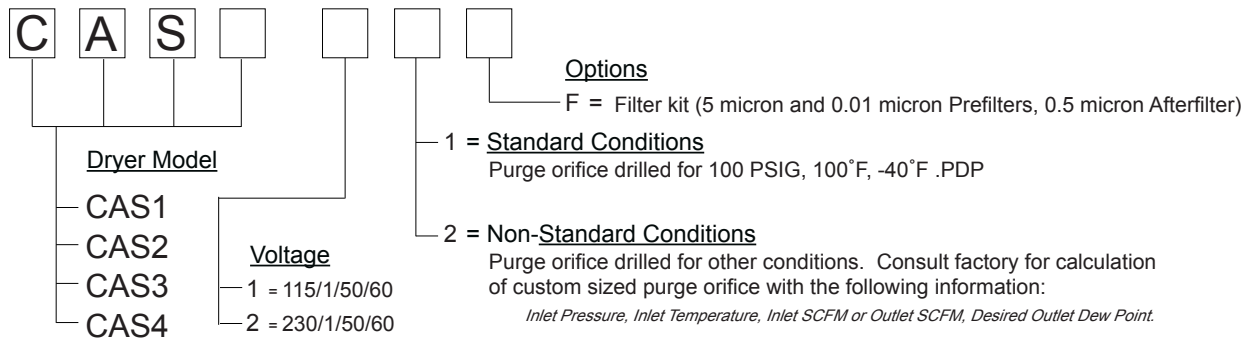 C A S
Options
F = Filter kit (5 micron and 0.01 micron Prefilters, 0.5 micron Afterfilter)
1 = Standard Conditions
Purge orifice drilled for 100 PSIG, 100˚F, -40˚F .PDP
2 = Non-Standard Conditions
Purge orifice drilled for other conditions. Consult factory for calculation
of custom sized purge orifice with the following information:
Inlet Pressure, Inlet Temperature, Inlet SCFM or Outlet SCFM, Desired Outlet Dew Point.
Dryer Model
CAS1
CAS2
CAS3
CAS4
Voltage
1 = 115/1/50/60
2 = 230/1/50/60